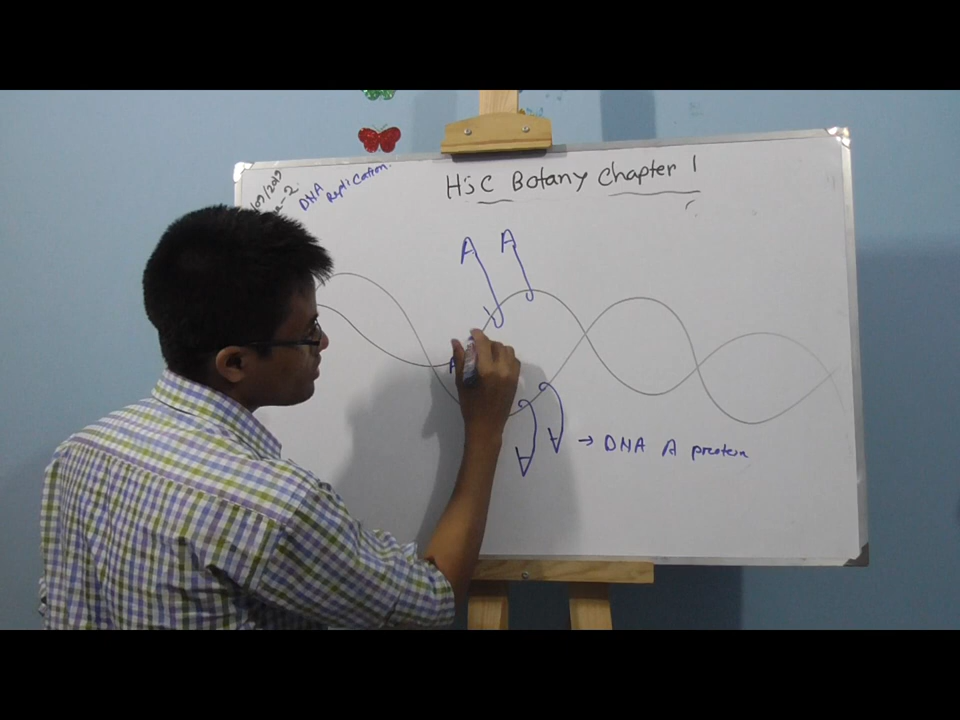 HSC Botany Chapter 1
DNA
Replication.
A A
A
A A
→ DNA A protein